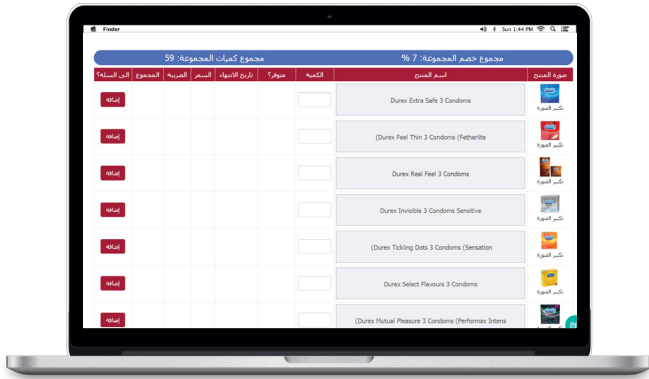 Finder
Sun 1:44 PM
مجموع خصم المجموعة: 7 %
مجموع كميات المجموعة: 59
صورة المنتج
اسم المنتج
الكمية
متوفر؟
تاريخ الانتهاء
السعر
الضريبه
المجموع
الى السلة؟
تكبير الصورة
Durex Extra Safe 3 Condoms
إضافة
تكبير الصورة
(Durex Feel Thin 3 Condoms (Fetherlite
إضافة
تكبير الصورة
Durex Real Feel 3 Condoms
إضافة
تكبير الصورة
Durex Invisible 3 Condoms Sensitive
إضافة
تكبير الصورة
(Durex Tickling Dots 3 Condoms (Sensation
إضافة
تكبير الصورة
Durex Select Flavours 3 Condoms
إضافة
(Durex Mutual Pleasure 3 Condoms (Performax Intens
إضافة